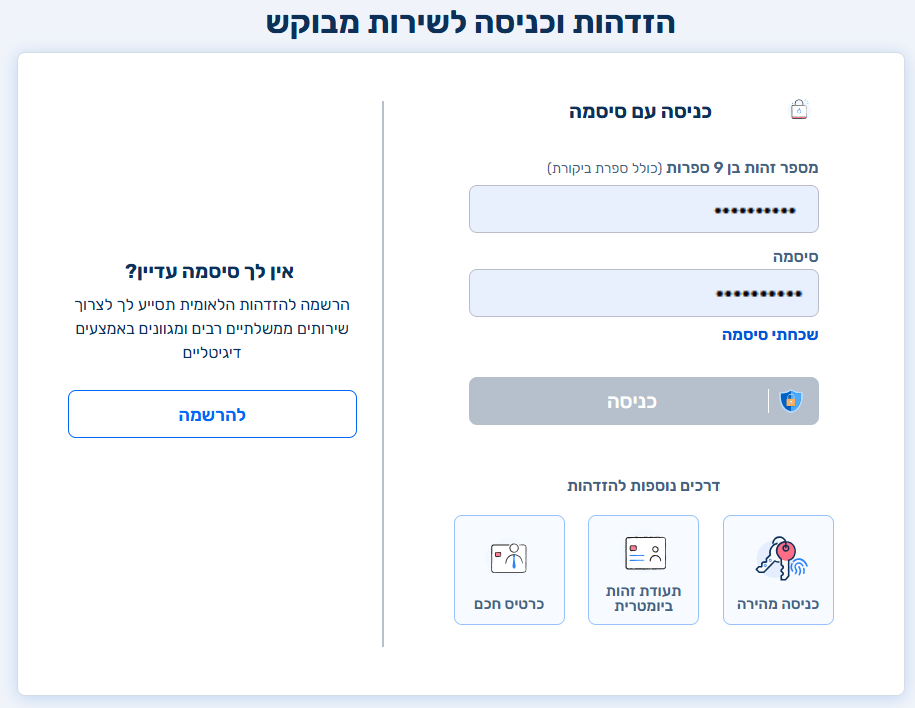 הזדהות וכניסה לשירות מבוקש
כניסה עם סיסמה
מספר זהות בן 9 ספרות (כולל ספרת ביקורת)
••••••••••
סיסמה
••••••••••
שכחתי סיסמה
כניסה
דרכים נוספות להזדהות
כניסה מהירה
תעודת זהות
ביומטרית
כרטיס חכם
אין לך סיסמה עדיין?
הרשמה להזדהות הלאומית תסייע לך לצרוך
שירותים ממשלתיים רבים ומגוונים באמצעים
דיגיטליים
להרשמה